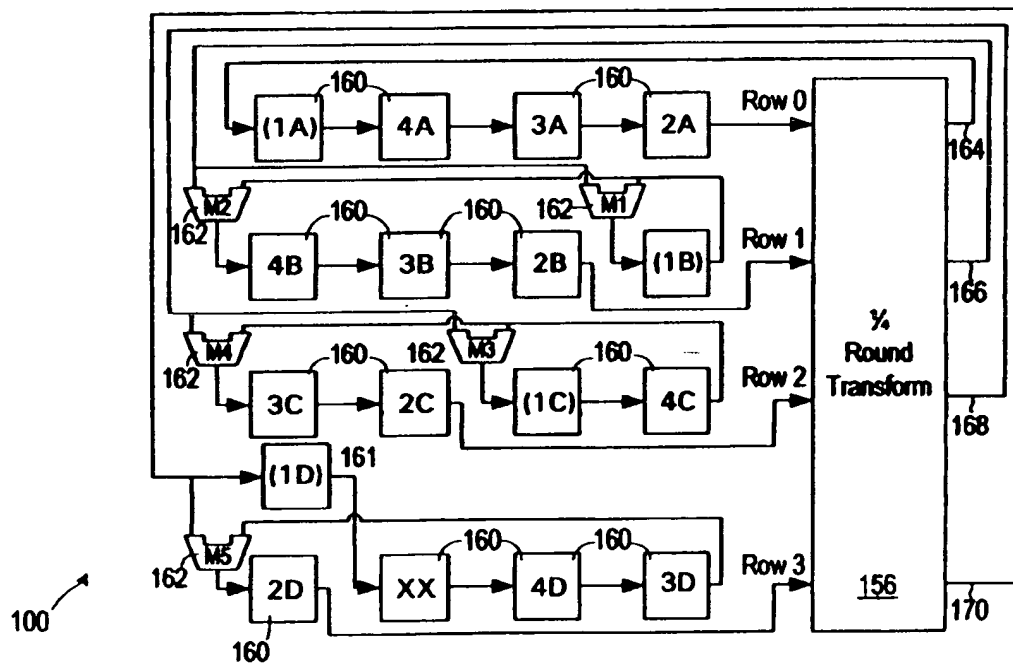 160 160 Row 0
(1A) 4A 3A 2A
164
M2 162 M1
162 160 160 Row 1
4B 3B 2B (1B)
166
M4 M3
162 160 162 160 Row 2
3C 2C (1C) 4C
168
¼
Round
Transform
(1D) 161
M5 160 160 Row 3
162
2D XX 4D 3D
156
170
100
160